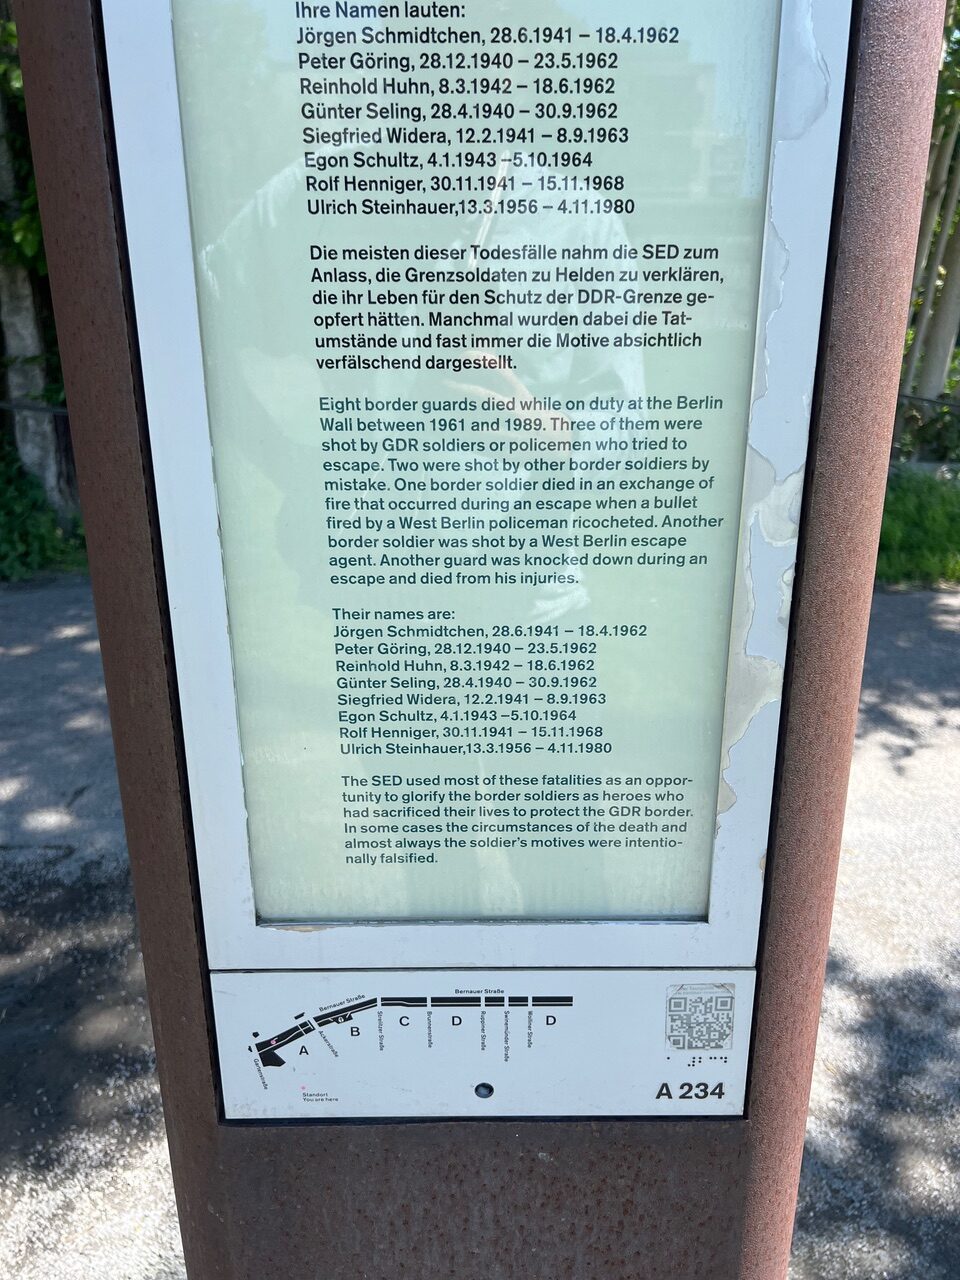 Ihre Namen lauten:
Jörgen Schmidtchen, 28.6.1941 – 18.4.1962
Peter Göring, 28.12.1940 – 23.5.1962
Reinhold Huhn, 8.3.1942 – 18.6.1962
Günter Seling, 28.4.1940 – 30.9.1962
Siegfried Widera, 12.2.1941 – 8.9.1963
Egon Schultz, 4.1.1943 –5.10.1964
Rolf Henniger, 30.11.1941 – 15.11.1968
Ulrich Steinhauer,13.3.1956 – 4.11.1980
Die meisten dieser Todesfälle nahm die SED zum
Anlass, die Grenzsoldaten zu Helden zu verklären,
die ihr Leben für den Schutz der DDR-Grenze ge-
opfert hätten. Manchmal wurden dabei die Tat-
umstände und fast immer die Motive absichtlich
verfälschend dargestellt.
Eight border guards died while on duty at the Berlin
Wall between 1961 and 1989. Three of them were
shot by GDR soldiers or policemen who tried to
escape. Two were shot by other border soldiers by
mistake. One border soldier died in an exchange of
fire that occurred during an escape when a bullet
fired by a West Berlin policeman ricocheted. Another
border soldier was shot by a West Berlin escape
agent. Another guard was knocked down during an
escape and died from his injuries.
Their names are:
Jörgen Schmidtchen, 28.6.1941 – 18.4.1962
Peter Göring, 28.12.1940 – 23.5.1962
Reinhold Huhn, 8.3.1942 – 18.6.1962
Günter Seling, 28.4.1940 – 30.9.1962
Siegfried Widera, 12.2.1941 – 8.9.1963
Egon Schultz, 4.1.1943 –5.10.1964
Rolf Henniger, 30.11.1941 – 15.11.1968
Ulrich Steinhauer,13.3.1956 – 4.11.1980
The SED used most of these fatalities as an oppor-
tunity to glorify the border soldiers as heroes who
had sacrificed their lives to protect the GDR border.
In some cases the circumstances of the death and
almost always the soldier's motives were intentio-
nally falsified.
Bernauer Straße
Bernauer Straße
A
B
C
D
D
Gartenstraße
Ackerstraße
Strelitzer Straße
Brunnenstraße
Ruppiner Straße
Swinemünder Straße
Wolliner Straße
Standort
You are here
A 234